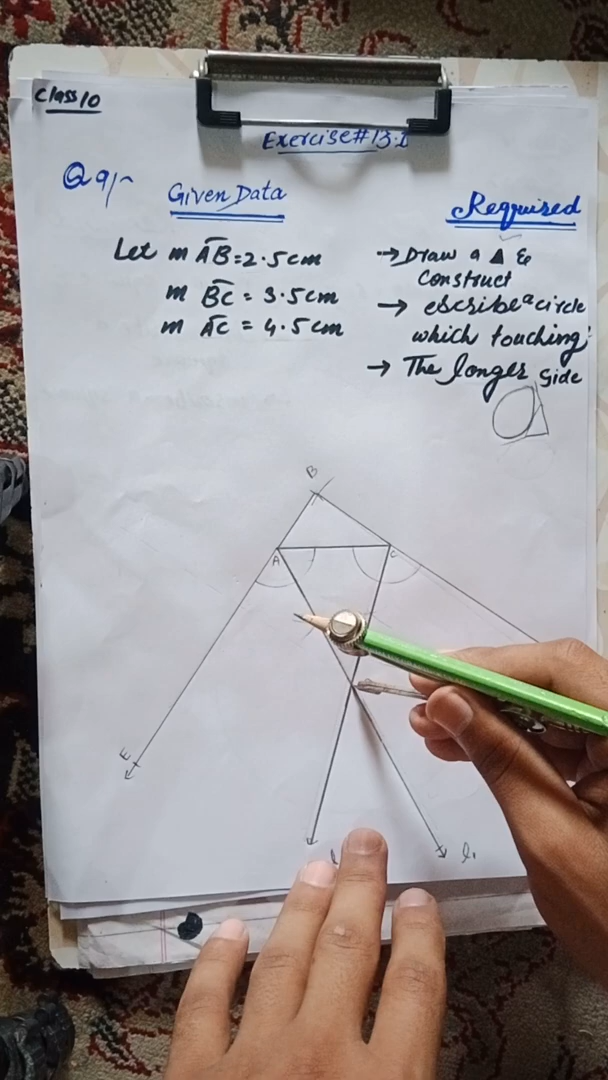 Class 10
Exercise#13.1
Q9/~ Given Data Required
Let m AB=2.5cm
m BC = 3.5cm
m AC = 4.5cm
→Draw a Δ &
Construct
→ escribe a circle
which touching
→ The longer Side
B
A
C
E
l
l₁